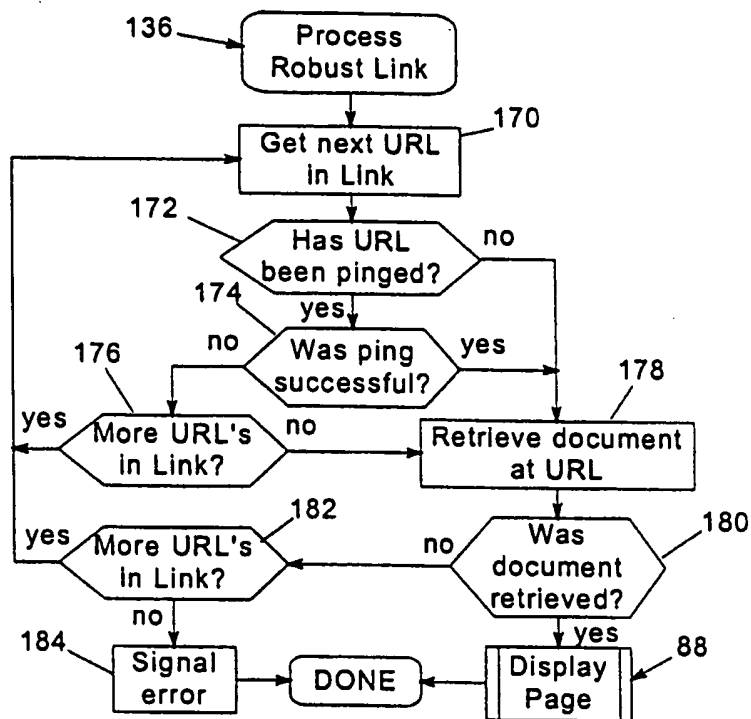 136
Process
Robust Link
170
Get next URL
in Link
172
Has URL
been pinged?
no
yes
174
Was ping
successful?
no
yes
176
More URL's
in Link?
yes
no
178
Retrieve document
at URL
180
Was
document
retrieved?
no
yes
182
More URL's
in Link?
yes
no
184
Signal
error
DONE
Display
Page
88